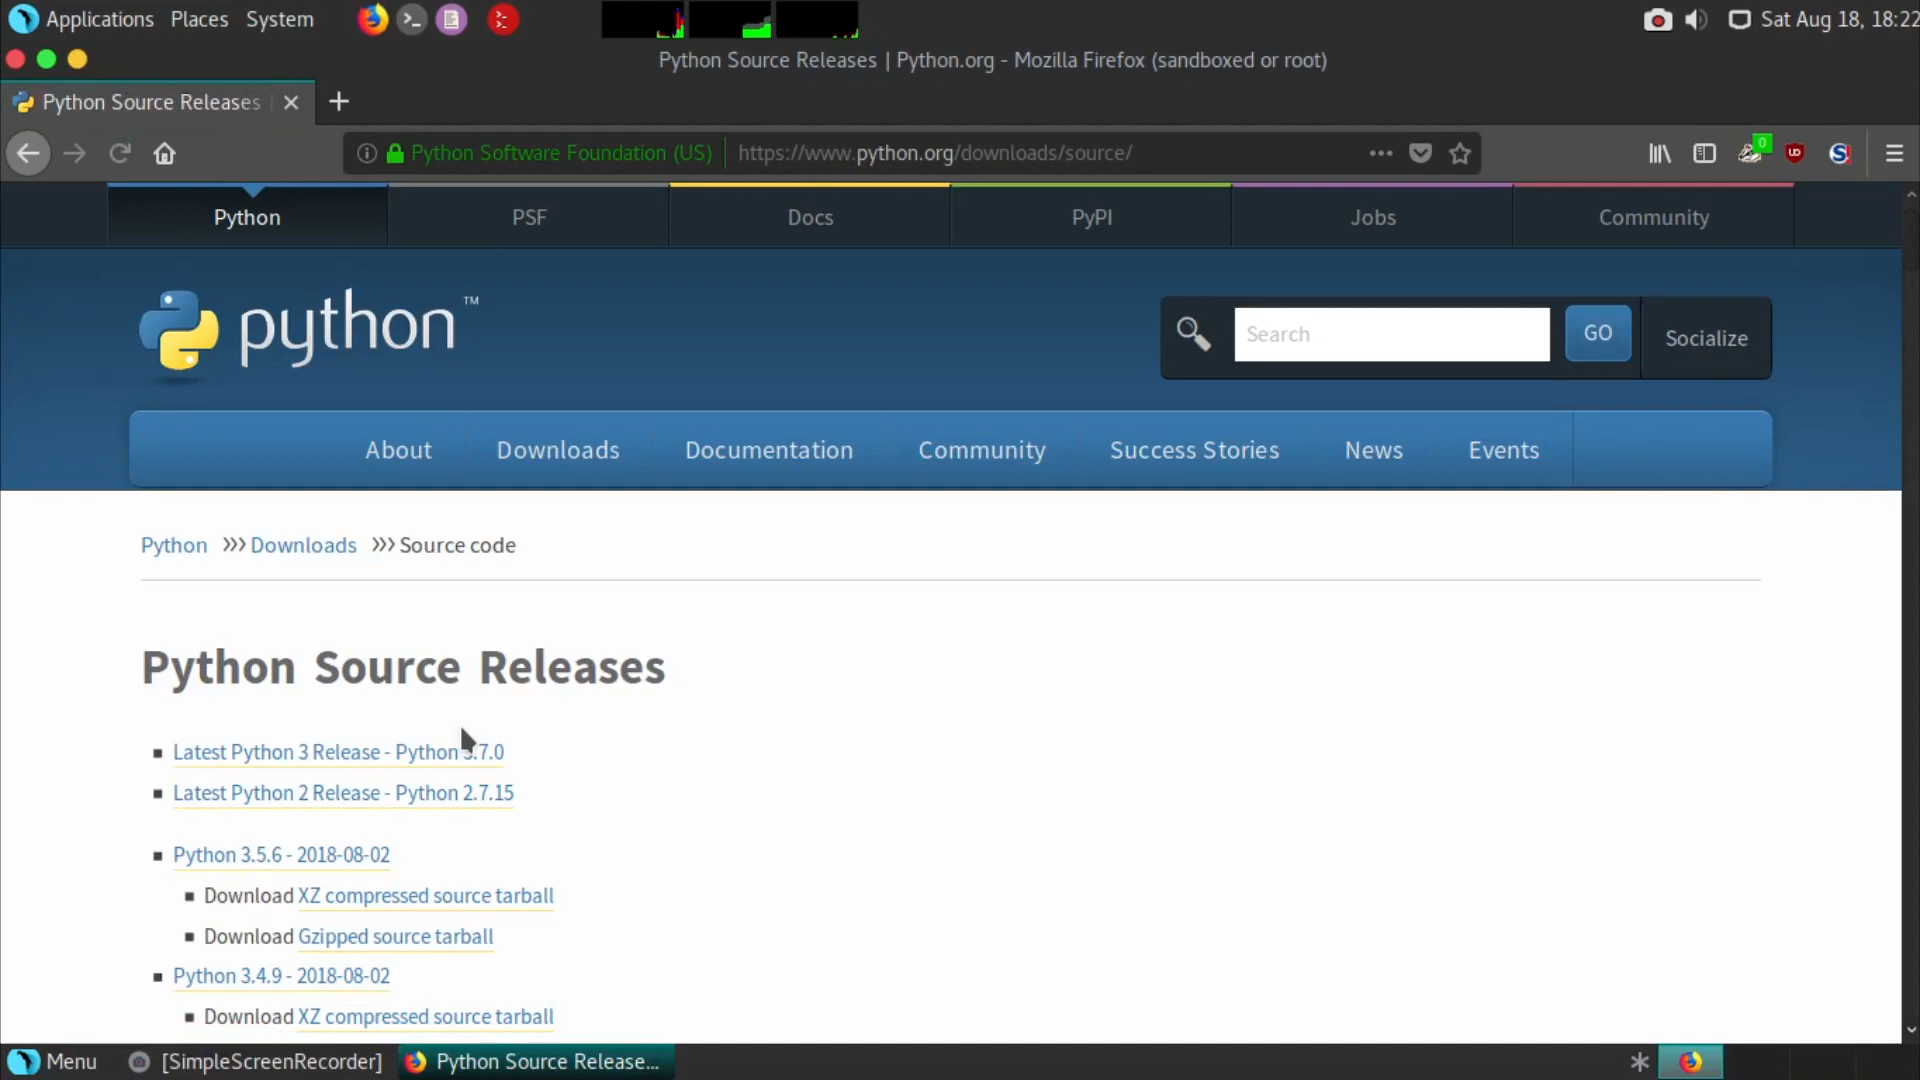 Applications Places System Sat Aug 18, 18:22
Python Source Releases | Python.org - Mozilla Firefox (sandboxed or root)
Python Source Releases
Python Software Foundation (US) https://www.python.org/downloads/source/ 0
Python PSF Docs PyPI Jobs Community
python™
Search GO Socialize
About Downloads Documentation Community Success Stories News Events
Python >>> Downloads >>> Source code
Python Source Releases
Latest Python 3 Release - Python 3.7.0
Latest Python 2 Release - Python 2.7.15
Python 3.5.6 - 2018-08-02
Download XZ compressed source tarball
Download Gzipped source tarball
Python 3.4.9 - 2018-08-02
Download XZ compressed source tarball
Menu [SimpleScreenRecorder] Python Source Release...